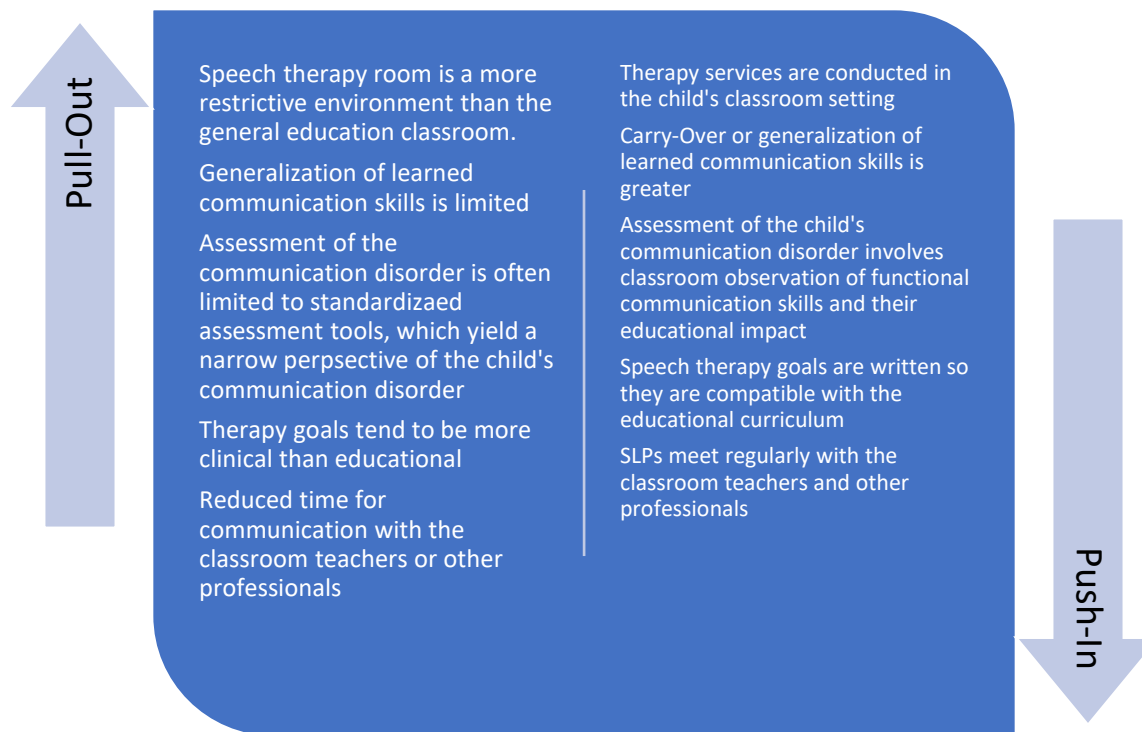 Pull-Out
Speech therapy room is a more
restrictive environment than the
general education classroom.
Generalization of learned
communication skills is limited
Assessment of the
communication disorder is often
limited to standardizaed
assessment tools, which yield a
narrow perpsective of the child's
communication disorder
Therapy goals tend to be more
clinical than educational
Reduced time for
communication with the
classroom teachers or other
professionals
Therapy services are conducted in
the child's classroom setting
Carry-Over or generalization of
learned communication skills is
greater
Assessment of the child's
communication disorder involves
classroom observation of functional
communication skills and their
educational impact
Speech therapy goals are written so
they are compatible with the
educational curriculum
SLPs meet regularly with the
classroom teachers and other
professionals
Push-In